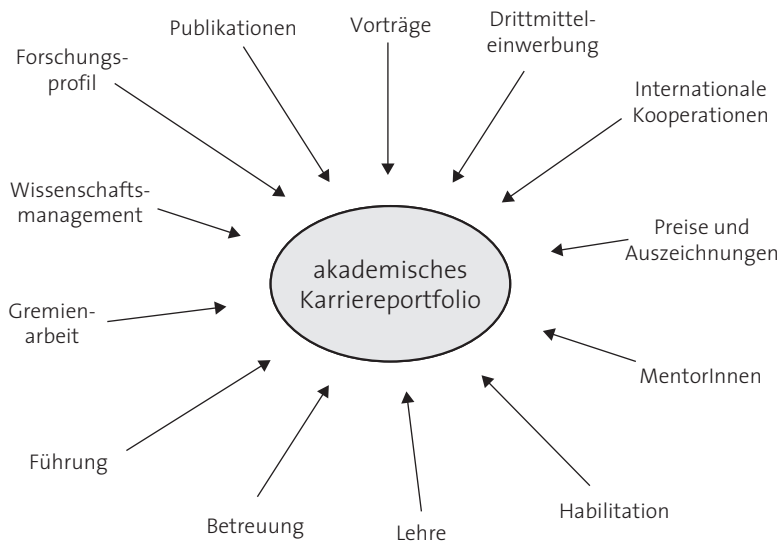 Publikationen
Vorträge
Drittmittel-
einwerbung
Forschungs-
profil
Internationale
Kooperationen
Wissenschafts-
management
Preise und
Auszeichnungen
akademisches
Karriereportfolio
Gremien-
arbeit
MentorInnen
Führung
Betreuung
Lehre
Habilitation